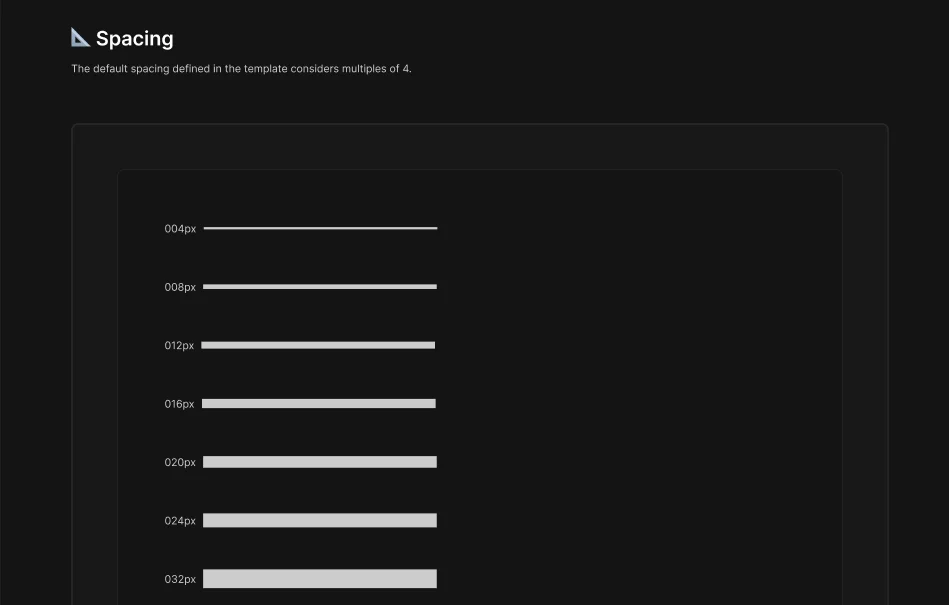 Spacing
The default spacing defined in the template considers multiples of 4.
004px
008px
012px
016px
020px
024px
032px